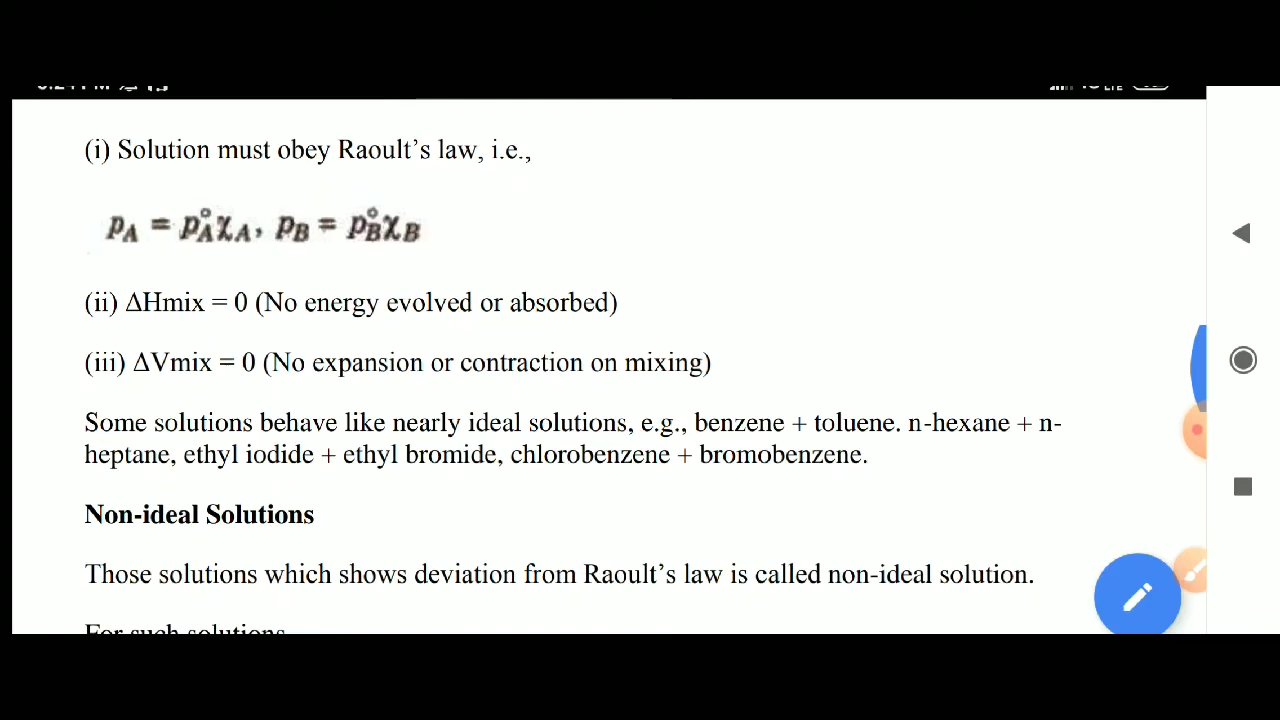 (i) Solution must obey Raoult’s law, i.e.,
pA = p°AχA, pB = p°BχB
(ii) ΔHmix = 0 (No energy evolved or absorbed)
(iii) ΔVmix = 0 (No expansion or contraction on mixing)
Some solutions behave like nearly ideal solutions, e.g., benzene + toluene. n-hexane + n-
heptane, ethyl iodide + ethyl bromide, chlorobenzene + bromobenzene.
Non-ideal Solutions
Those solutions which shows deviation from Raoult’s law is called non-ideal solution.
For such solutions